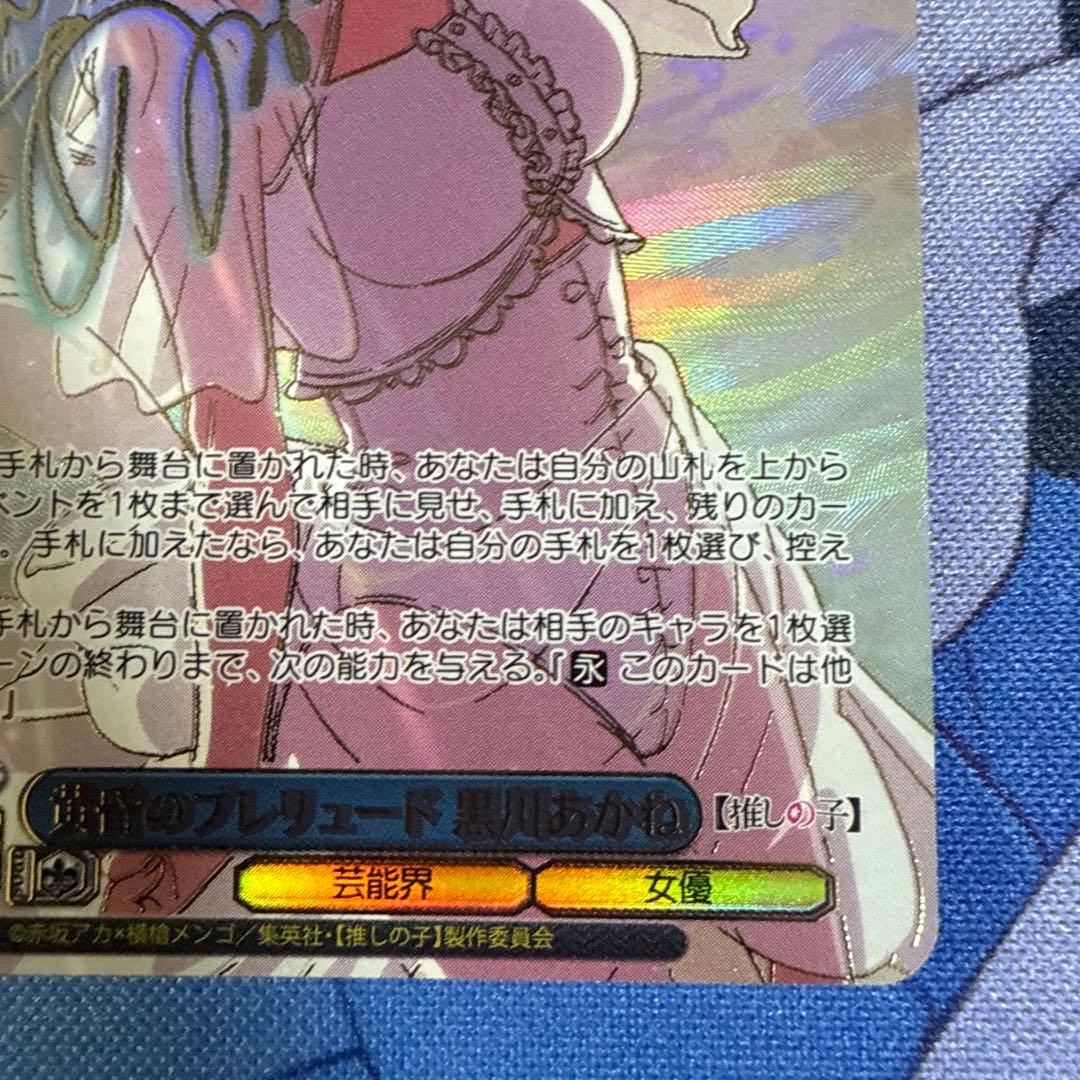 手札から舞台に置かれた時、あなたは自分の山札を上から
ベントを1枚まで選んで相手に見せ、手札に加え、残りのカー
。手札に加えたなら、あなたは自分の手札を1枚選び、控え
手札から舞台に置かれた時、あなたは相手のキャラを1枚選
ーンの終わりまで、次の能力を与える。『永 このカードは他
』
黄昏のプレリュード 黒川あかね
【推しの子】
芸能界 女優
©赤坂アカ×横槍メンゴ／集英社・【推しの子】製作委員会